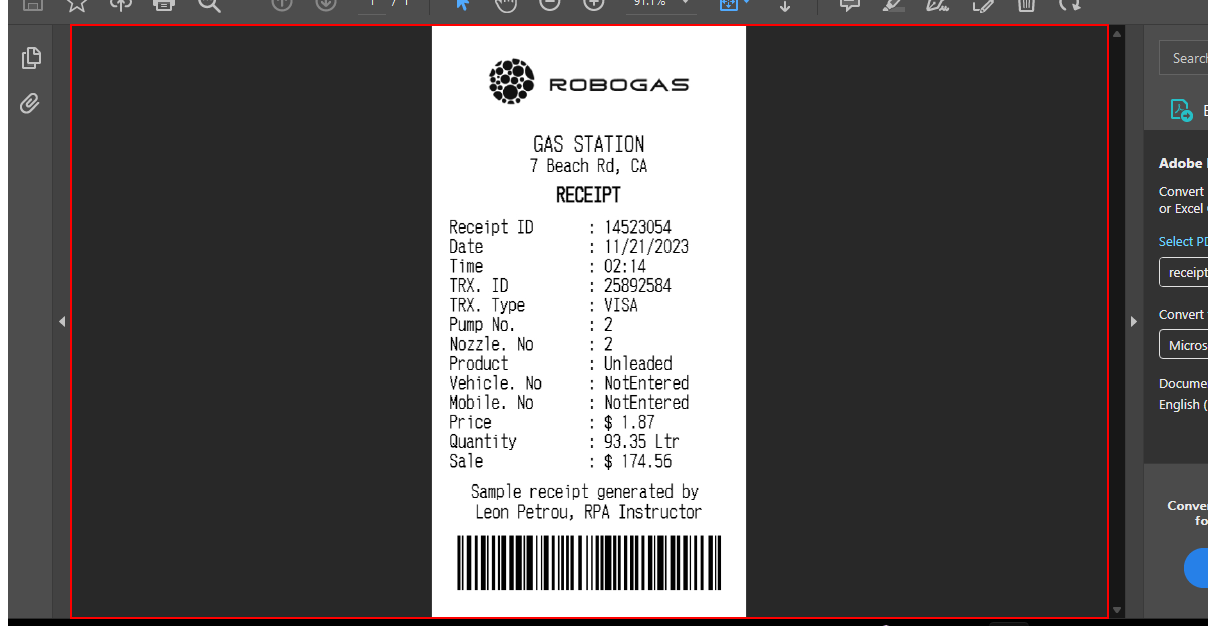 1 / 1
91.1%
ROBOGAS
GAS STATION
7 Beach Rd, CA
RECEIPT
Receipt ID : 14523054
Date : 11/21/2023
Time : 02:14
TRX. ID : 25892584
TRX. Type : VISA
Pump No. : 2
Nozzle. No : 2
Product : Unleaded
Vehicle. No : NotEntered
Mobile. No : NotEntered
Price : $ 1.87
Quantity : 93.35 Ltr
Sale : $ 174.56
Sample receipt generated by
Leon Petrou, RPA Instructor
Search
Adobe
Convert
or Excel
Select PD
receipt
Convert
Micros
Docume
English (
Conver
fo